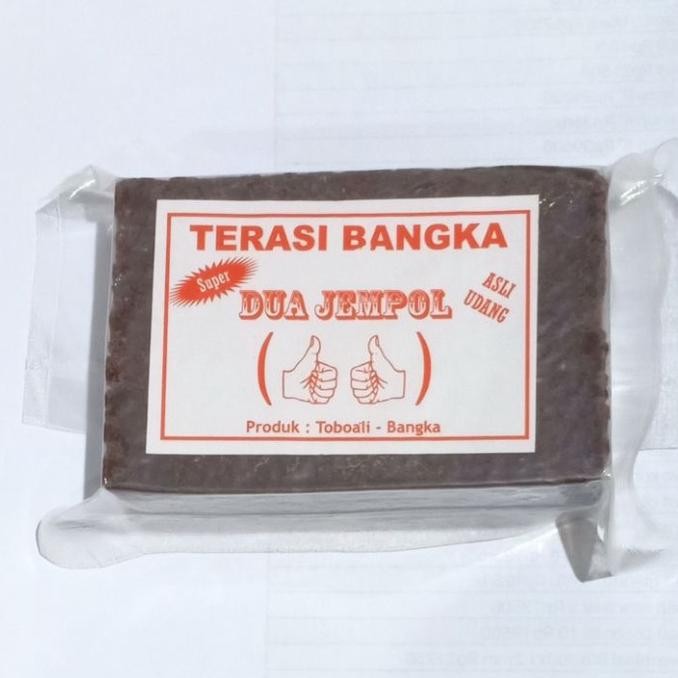 TERASI BANGKA
Super
DUA JEMPOL
ASLI
UDANG
Produk : Toboali - Bangka